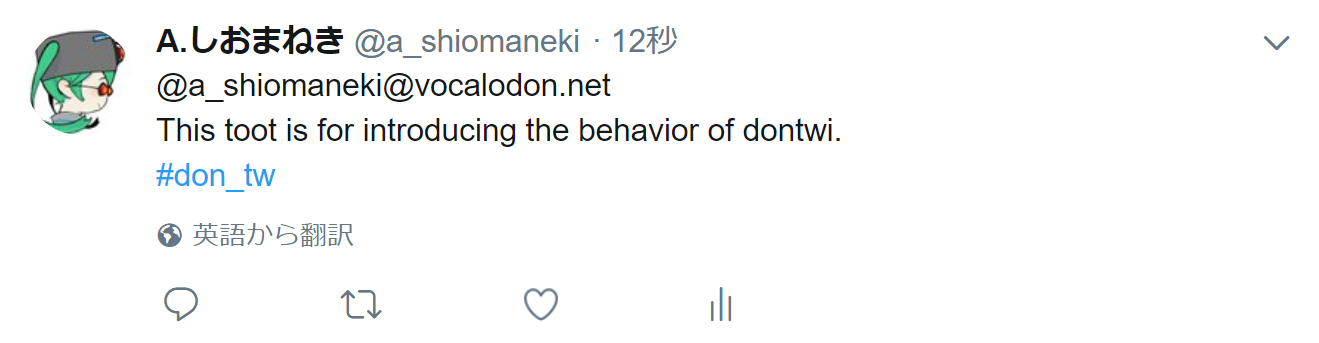 A.しおまねき @a_shiomaneki · 12秒
@a_shiomaneki@vocalodon.net
This toot is for introducing the behavior of dontwi.
#don_tw
英語から翻訳